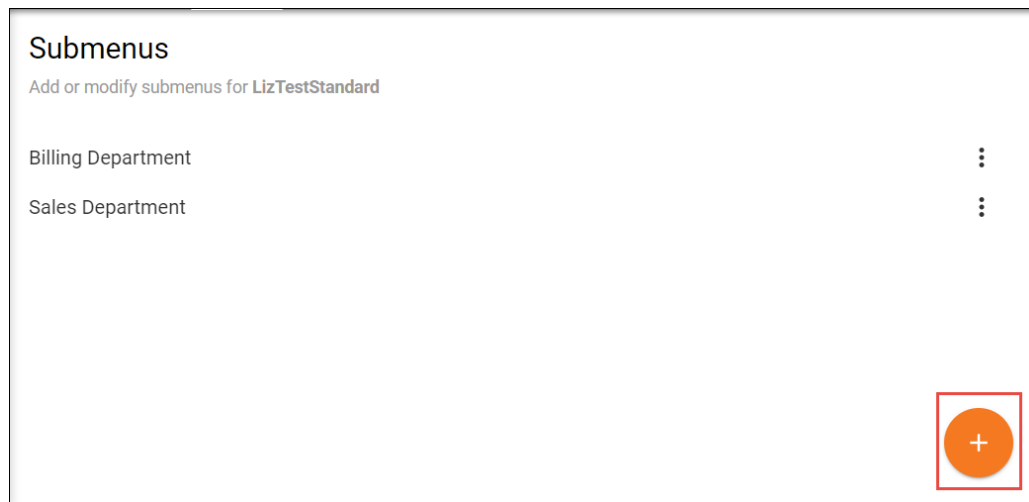 Submenus
Add or modify submenus for LizTestStandard
Billing Department
Sales Department
+